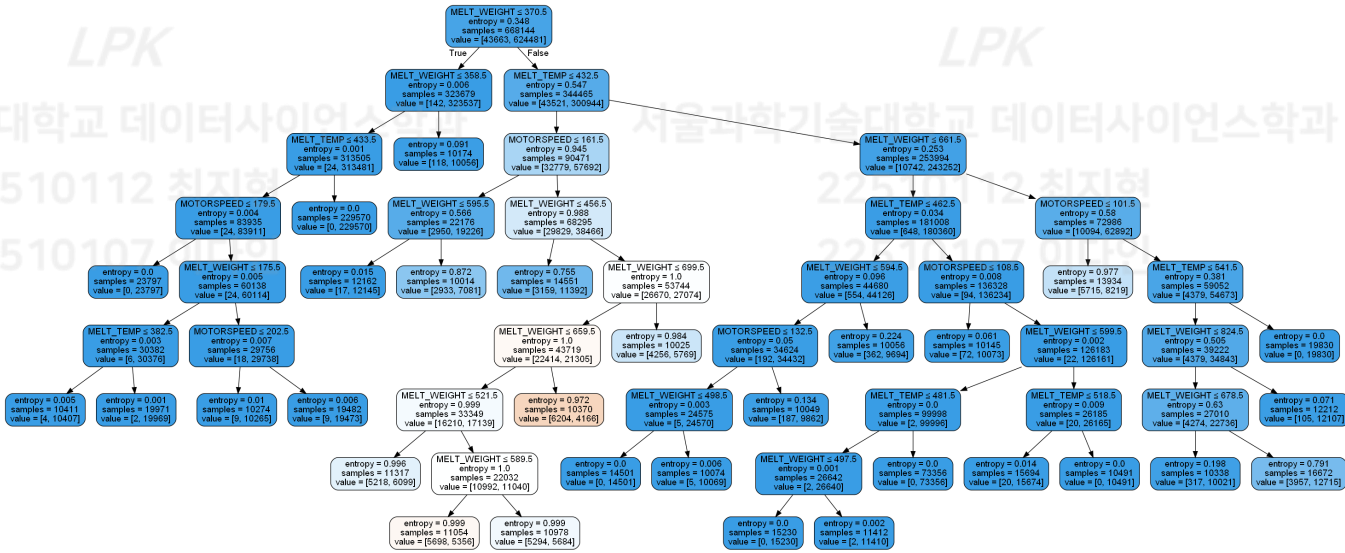 MELT_WEIGHT ≤ 370.5
entropy = 0.348
samples = 668144
value = [43663, 624481]
True
False
MELT_WEIGHT ≤ 358.5
entropy = 0.006
samples = 323679
value = [142, 323537]
MELT_TEMP ≤ 432.5
entropy = 0.547
samples = 344465
value = [43521, 300944]
MELT_TEMP ≤ 433.5
entropy = 0.001
samples = 313505
value = [24, 313481]
entropy = 0.091
samples = 10174
value = [118, 10056]
MOTORSPEED ≤ 161.5
entropy = 0.945
samples = 90471
value = [32779, 57692]
MELT_WEIGHT ≤ 661.5
entropy = 0.253
samples = 253994
value = [10742, 243252]
MOTORSPEED ≤ 179.5
entropy = 0.004
samples = 83935
value = [24, 83911]
entropy = 0.0
samples = 229570
value = [0, 229570]
MELT_WEIGHT ≤ 595.5
entropy = 0.566
samples = 22176
value = [2950, 19226]
MELT_WEIGHT ≤ 456.5
entropy = 0.988
samples = 68295
value = [29829, 38466]
MELT_TEMP ≤ 462.5
entropy = 0.034
samples = 181008
value = [648, 180360]
MOTORSPEED ≤ 101.5
entropy = 0.58
samples = 72986
value = [10094, 62892]
entropy = 0.0
samples = 23797
value = [0, 23797]
MELT_WEIGHT ≤ 175.5
entropy = 0.005
samples = 60138
value = [24, 60114]
entropy = 0.015
samples = 12162
value = [17, 12145]
entropy = 0.872
samples = 10014
value = [2933, 7081]
entropy = 0.755
samples = 14551
value = [3159, 11392]
MELT_WEIGHT ≤ 699.5
entropy = 1.0
samples = 53744
value = [26670, 27074]
MELT_WEIGHT ≤ 594.5
entropy = 0.096
samples = 44680
value = [554, 44126]
MOTORSPEED ≤ 108.5
entropy = 0.008
samples = 136328
value = [94, 136234]
entropy = 0.977
samples = 13934
value = [5715, 8219]
MELT_TEMP ≤ 541.5
entropy = 0.381
samples = 59052
value = [4379, 54673]
MELT_TEMP ≤ 382.5
entropy = 0.003
samples = 30382
value = [6, 30376]
MOTORSPEED ≤ 202.5
entropy = 0.007
samples = 29756
value = [18, 29738]
MELT_WEIGHT ≤ 659.5
entropy = 1.0
samples = 43719
value = [22414, 21305]
entropy = 0.984
samples = 10025
value = [4256, 5769]
MOTORSPEED ≤ 132.5
entropy = 0.05
samples = 34624
value = [192, 34432]
entropy = 0.224
samples = 10056
value = [362, 9694]
entropy = 0.061
samples = 10145
value = [72, 10073]
MELT_WEIGHT ≤ 599.5
entropy = 0.002
samples = 126183
value = [22, 126161]
MELT_WEIGHT ≤ 824.5
entropy = 0.505
samples = 39222
value = [4379, 34843]
entropy = 0.0
samples = 19830
value = [0, 19830]
entropy = 0.005
samples = 10411
value = [4, 10407]
entropy = 0.001
samples = 19971
value = [2, 19969]
entropy = 0.01
samples = 10274
value = [9, 10265]
entropy = 0.006
samples = 19482
value = [9, 19473]
MELT_WEIGHT ≤ 521.5
entropy = 0.999
samples = 33349
value = [16210, 17139]
entropy = 0.972
samples = 10370
value = [6204, 4166]
MELT_WEIGHT ≤ 498.5
entropy = 0.003
samples = 24575
value = [5, 24570]
entropy = 0.134
samples = 10049
value = [187, 9862]
MELT_TEMP ≤ 481.5
entropy = 0.0
samples = 99998
value = [2, 99996]
MELT_TEMP ≤ 518.5
entropy = 0.009
samples = 26185
value = [20, 26165]
MELT_WEIGHT ≤ 678.5
entropy = 0.63
samples = 27010
value = [4274, 22736]
entropy = 0.071
samples = 12212
value = [105, 12107]
entropy = 0.996
samples = 11317
value = [5218, 6099]
MELT_WEIGHT ≤ 589.5
entropy = 1.0
samples = 22032
value = [10992, 11040]
entropy = 0.0
samples = 14501
value = [0, 14501]
entropy = 0.006
samples = 10074
value = [5, 10069]
MELT_WEIGHT ≤ 497.5
entropy = 0.001
samples = 26642
value = [2, 26640]
entropy = 0.0
samples = 73356
value = [0, 73356]
entropy = 0.014
samples = 15694
value = [20, 15674]
entropy = 0.0
samples = 10491
value = [0, 10491]
entropy = 0.198
samples = 10338
value = [317, 10021]
entropy = 0.791
samples = 16672
value = [3957, 12715]
entropy = 0.999
samples = 11054
value = [5698, 5356]
entropy = 0.999
samples = 10978
value = [5294, 5684]
entropy = 0.0
samples = 15230
value = [0, 15230]
entropy = 0.002
samples = 11412
value = [2, 11410]
LPK
대학교 데이터사이언스학과
510112 최지혁
510107
LPK
서울과학기술대학교 데이터사이언스학과
22510112 최지혁